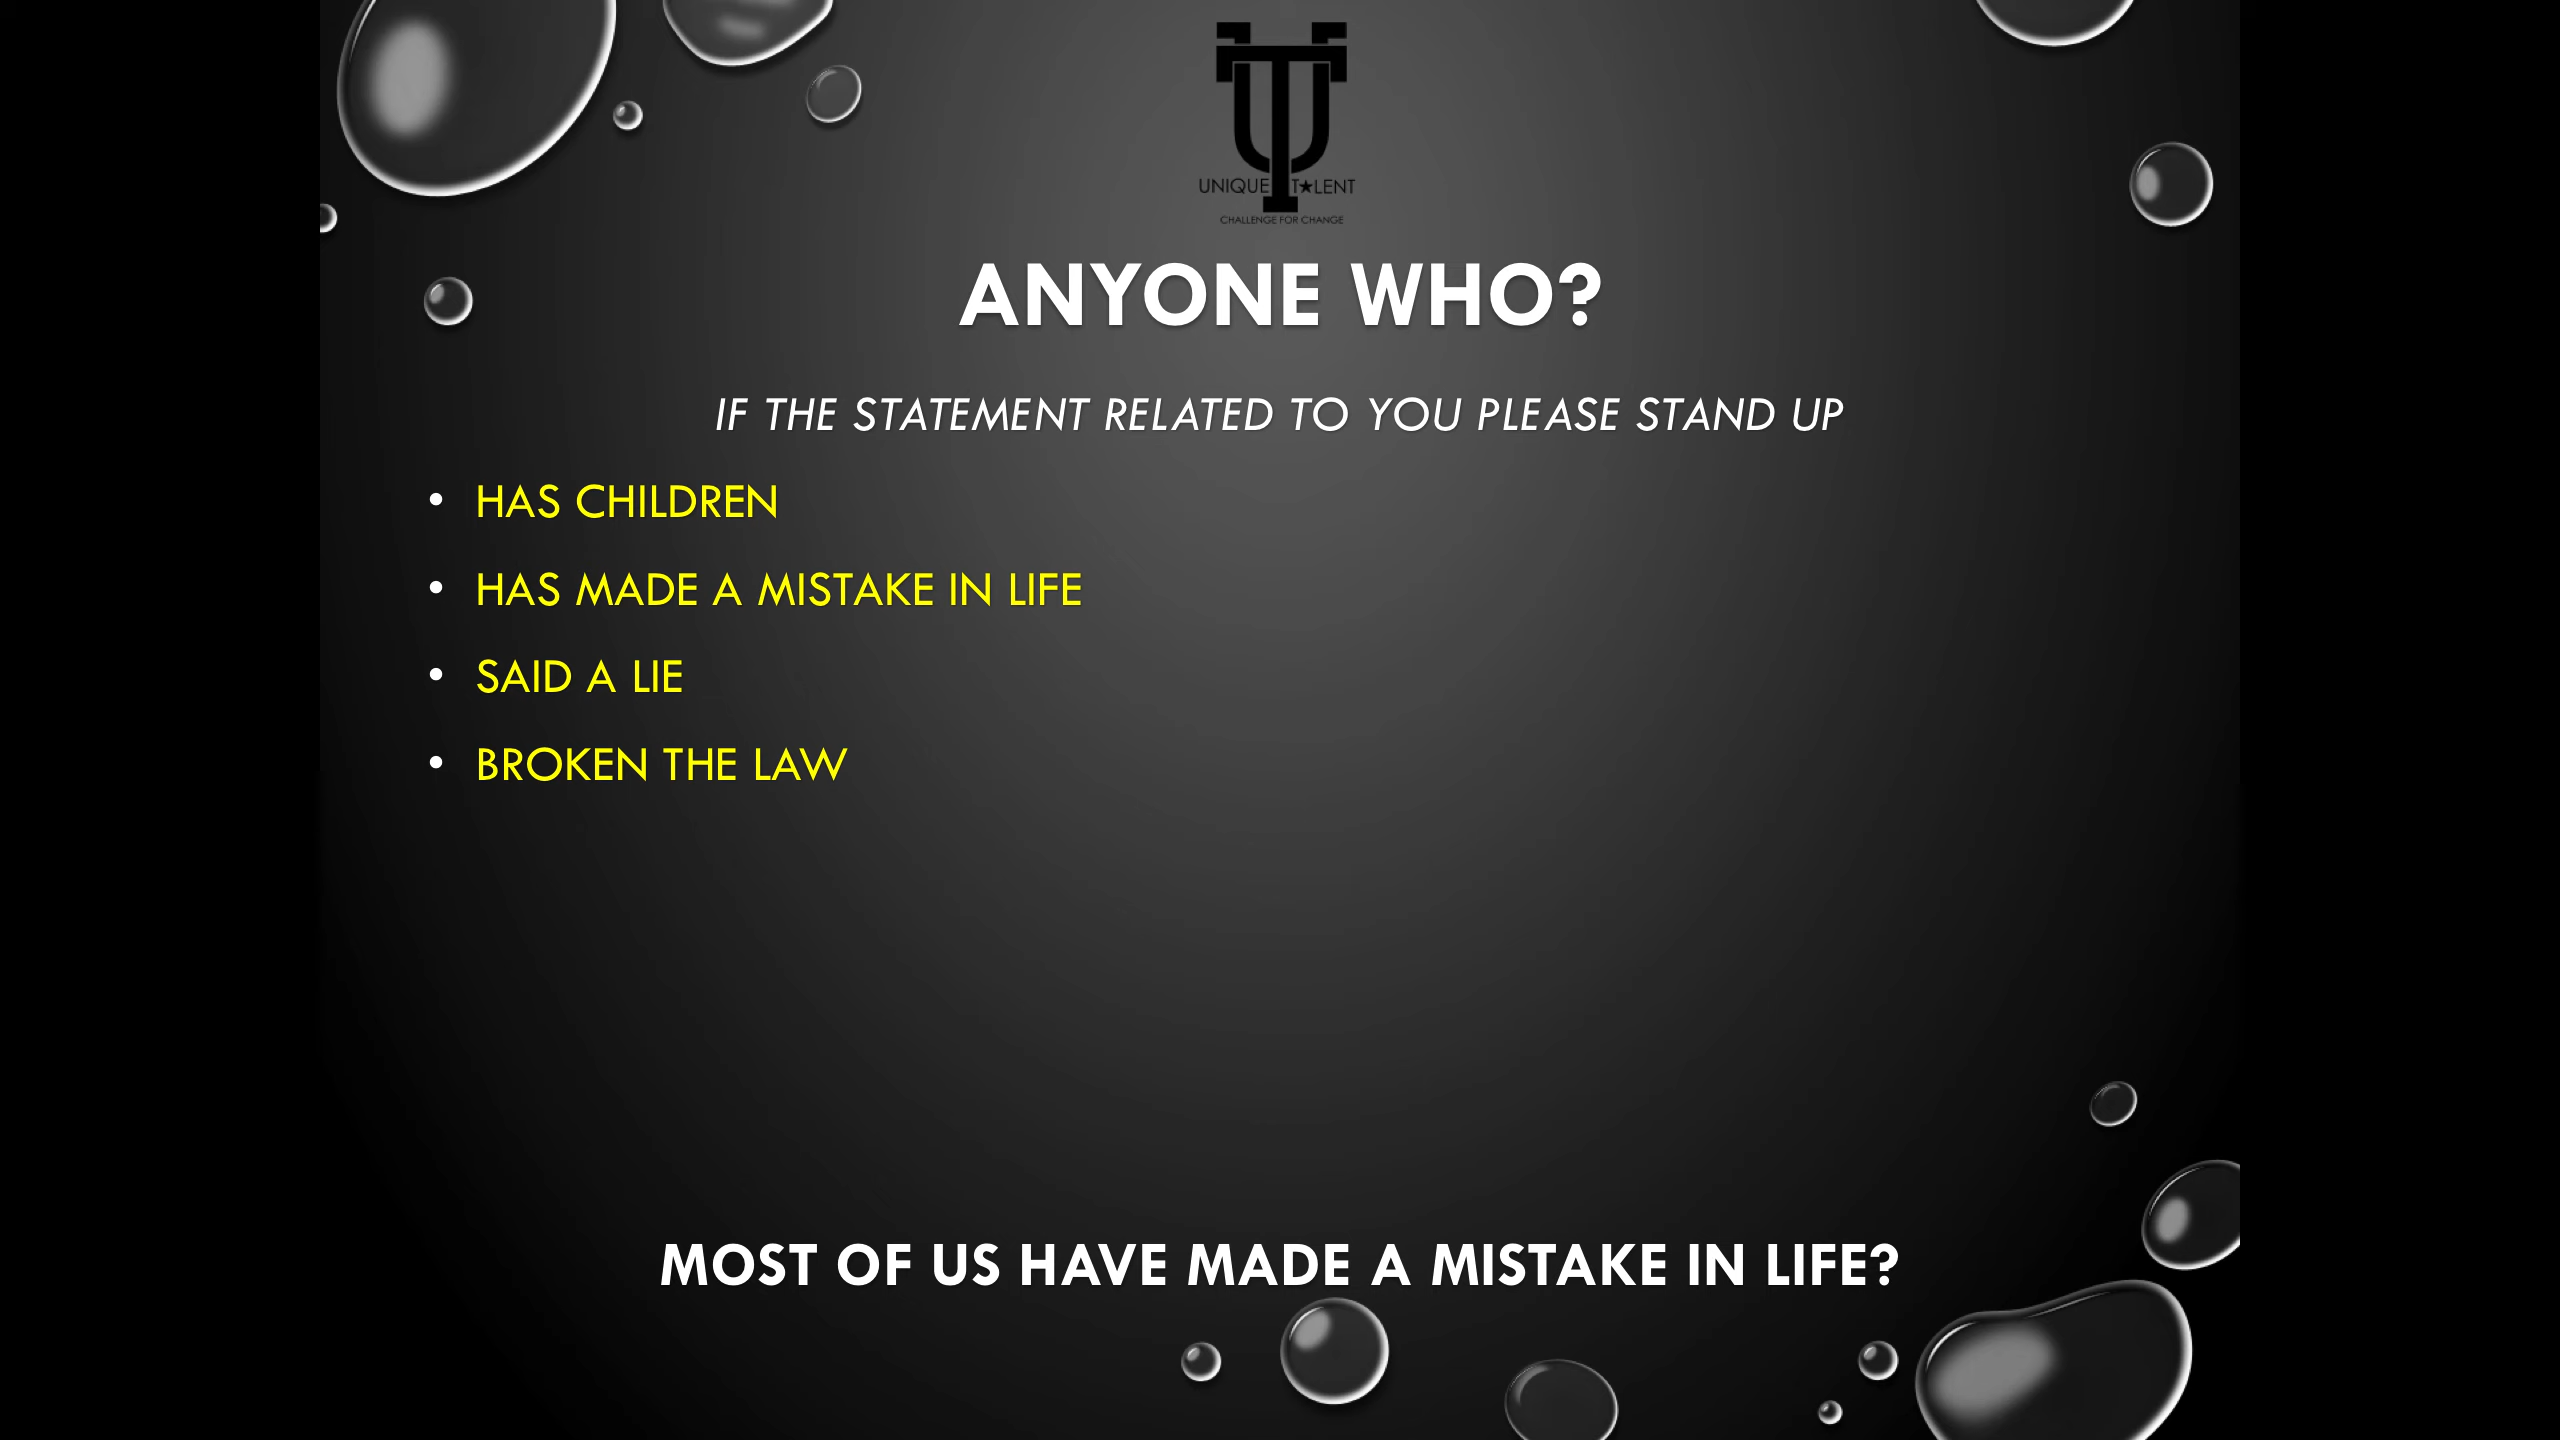 UNIQUE T★LENT
CHALLENGE FOR CHANGE
ANYONE WHO?
IF THE STATEMENT RELATED TO YOU PLEASE STAND UP
• HAS CHILDREN
• HAS MADE A MISTAKE IN LIFE
• SAID A LIE
• BROKEN THE LAW
MOST OF US HAVE MADE A MISTAKE IN LIFE?